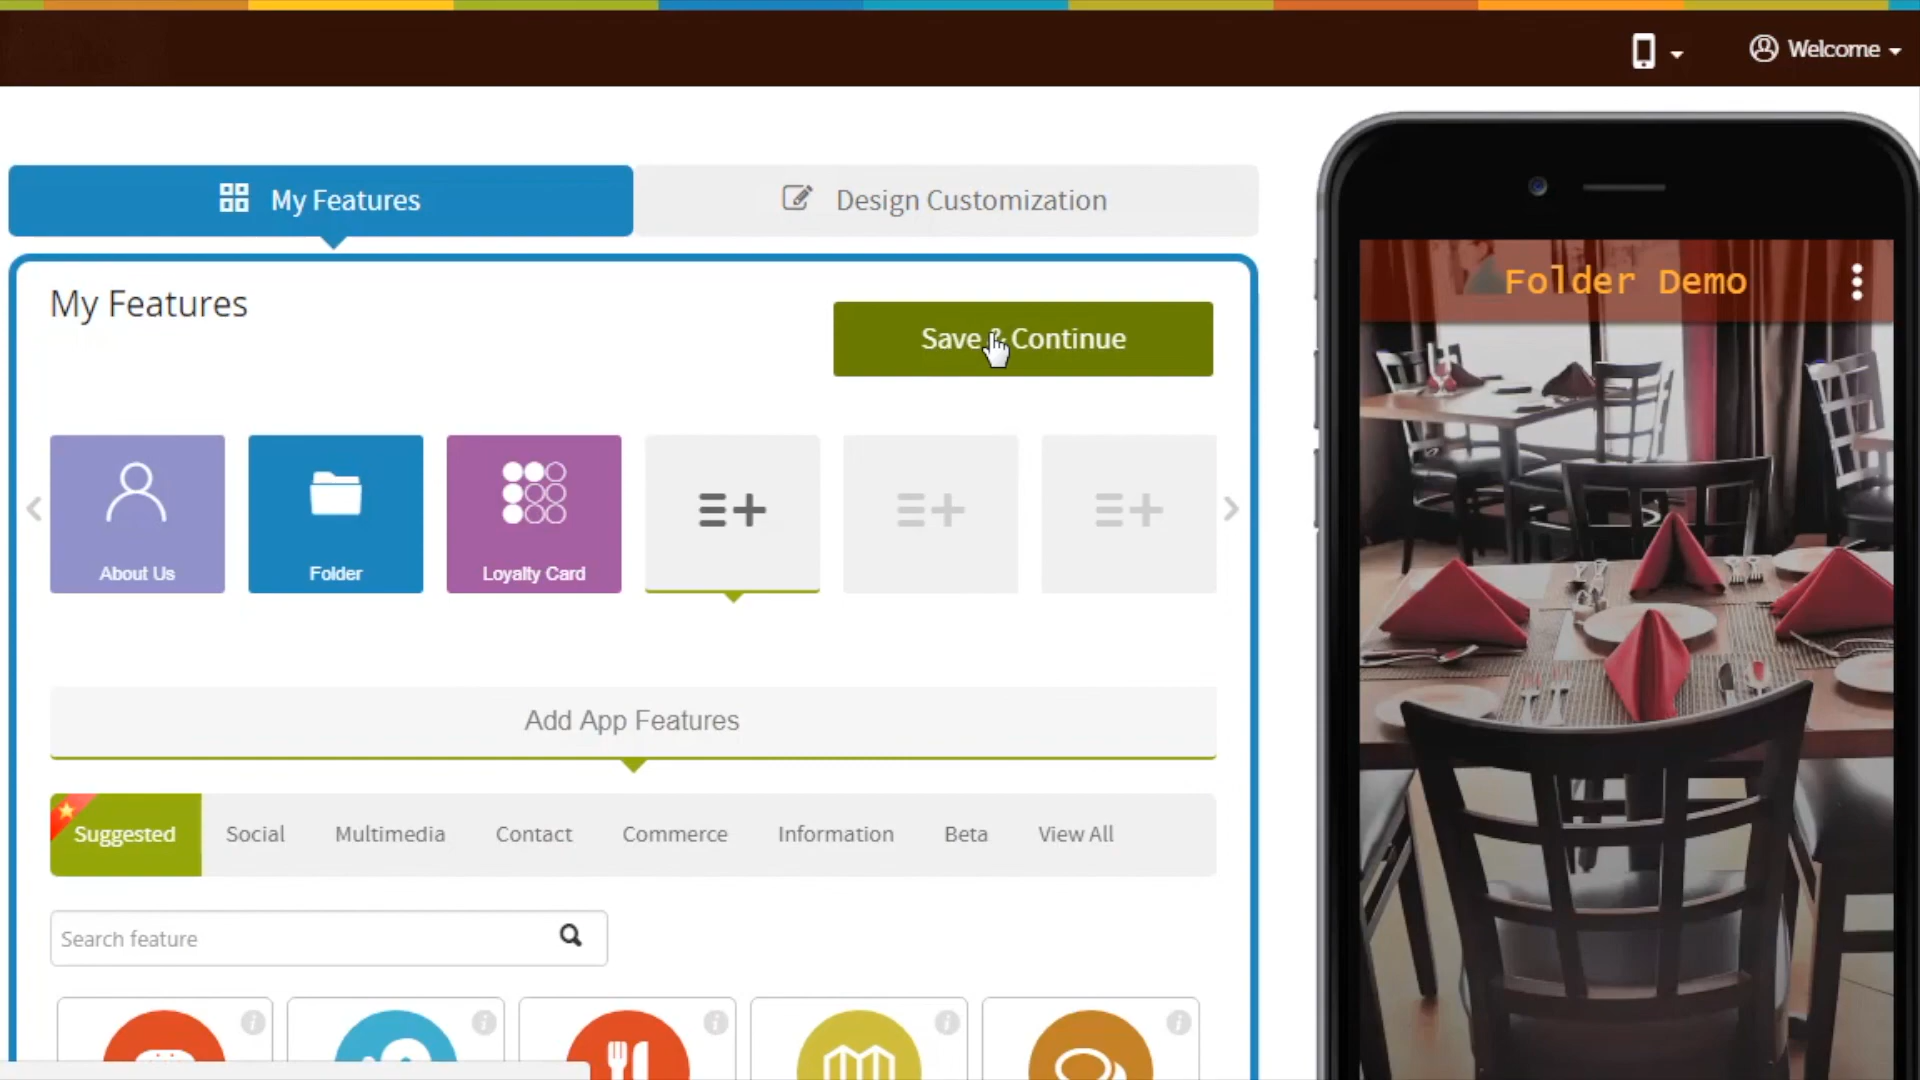 Welcome
My Features
Design Customization
Folder Demo
My Features
Save & Continue
About Us
Folder
Loyalty Card
Add App Features
Suggested
Social
Multimedia
Contact
Commerce
Information
Beta
View All
Search feature